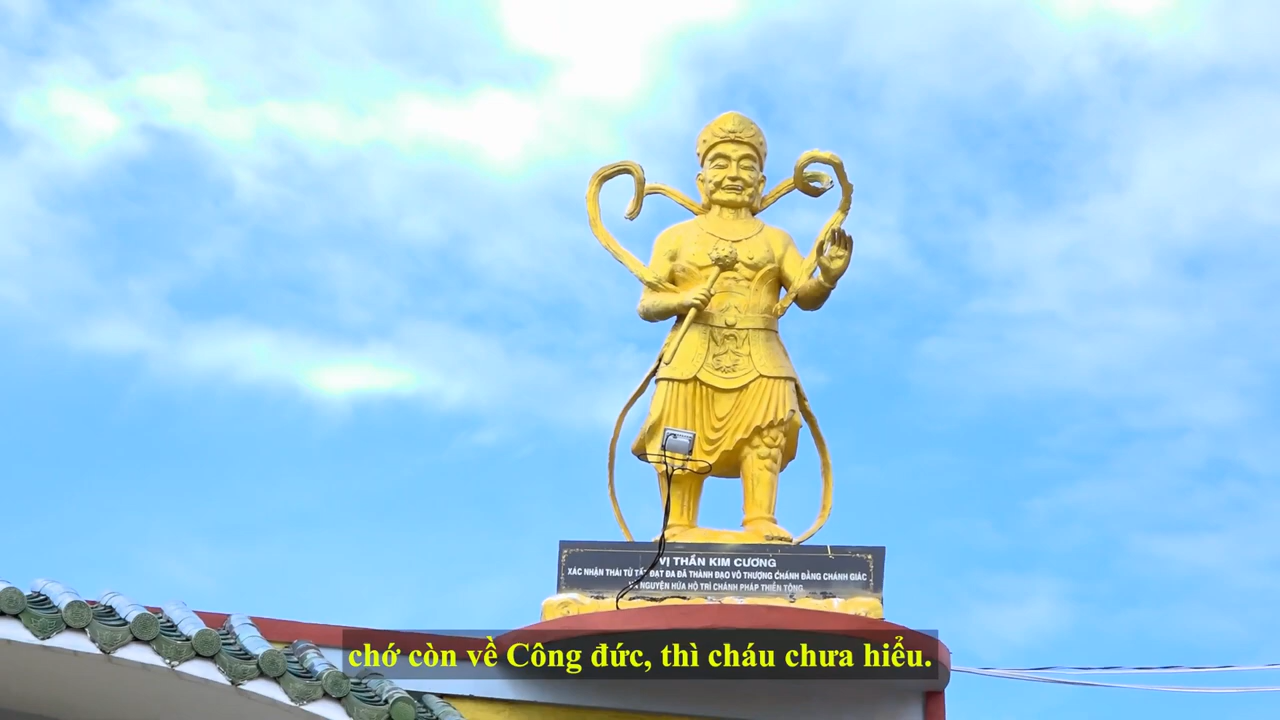 VỊ THẦN KIM CƯƠNG
XÁC NHẬN THÁI TỬ TẤT ĐẠT ĐA ĐÃ THÀNH ĐẠO VÔ THƯỢNG CHÁNH ĐẲNG CHÁNH GIÁC
NGUYỆN HỨA HỘ TRÌ CHÁNH PHÁP THIỀN TÔNG
chớ còn về Công đức, thì cháu chưa hiểu.